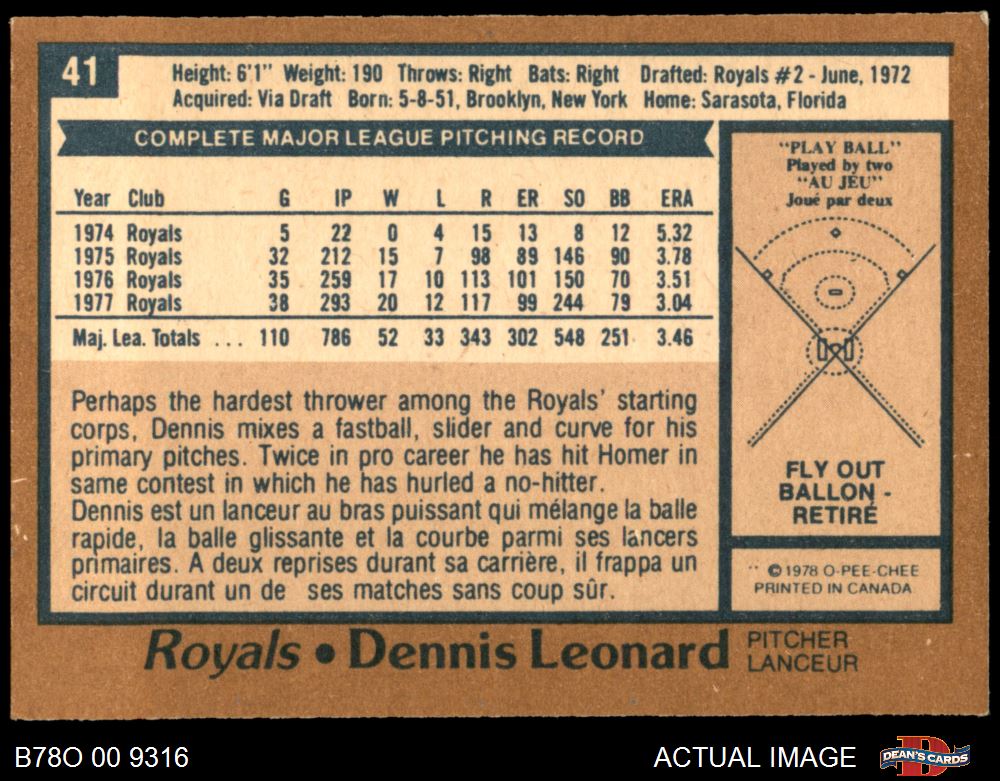 41
Height: 6'1" Weight: 190 Throws: Right Bats: Right Drafted: Royals #2 - June, 1972
Acquired: Via Draft Born: 5-8-51, Brooklyn, New York Home: Sarasota, Florida
COMPLETE MAJOR LEAGUE PITCHING RECORD
Year Club G IP W L R ER SO BB ERA
1974 Royals 5 22 0 4 15 13 8 12 5.32
1975 Royals 32 212 15 7 98 89 146 90 3.78
1976 Royals 35 259 17 10 113 101 150 70 3.51
1977 Royals 38 293 20 12 117 99 244 79 3.04
Maj. Lea. Totals ... 110 786 52 33 343 302 548 251 3.46
Perhaps the hardest thrower among the Royals' starting
corps, Dennis mixes a fastball, slider and curve for his
primary pitches. Twice in pro career he has hit Homer in
same contest in which he has hurled a no-hitter.
Dennis est un lanceur au bras puissant qui mélange la balle
rapide, la balle glissante et la courbe parmi ses lancers
primaires. A deux reprises durant sa carrière, il frappa un
circuit durant un de ses matches sans coup sûr.
"PLAY BALL"
Played by two
"AU JEU"
Joué par deux
FLY OUT
BALLON -
RETIRÉ
© 1978 O-PEE-CHEE
PRINTED IN CANADA
Royals • Dennis Leonard
PITCHER
LANCEUR
B78O 00 9316
ACTUAL IMAGE
DEAN'S CARDS